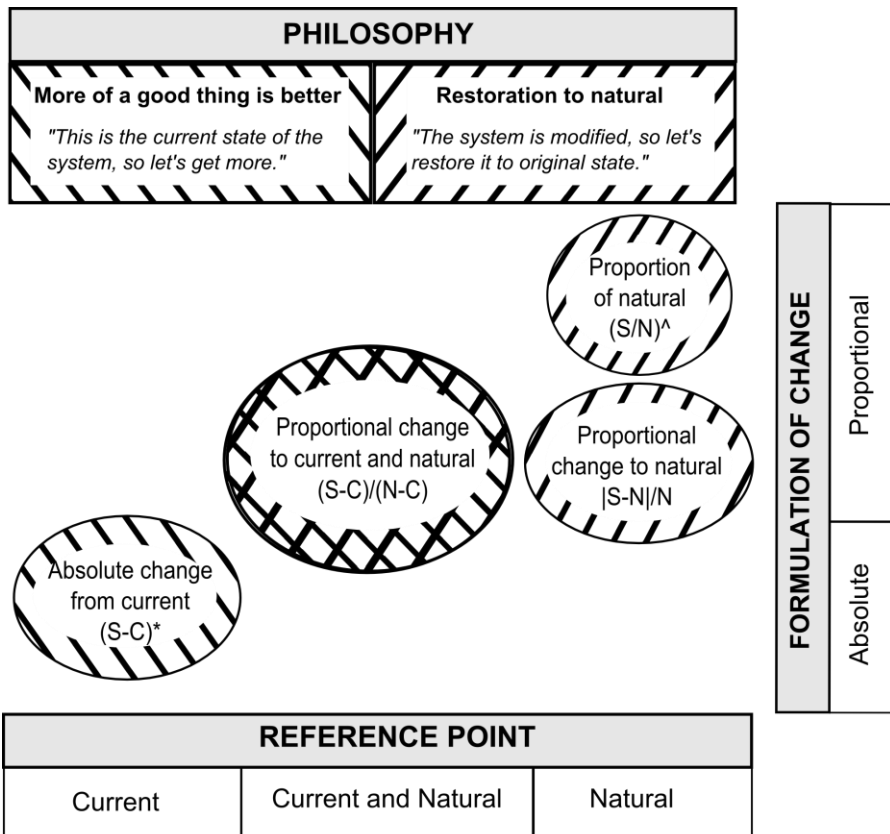 PHILOSOPHY
More of a good thing is better
"This is the current state of the
system, so let's get more."
Restoration to natural
"The system is modified, so let's
restore it to original state."
Proportion
of natural
(S/N)^
Proportional change
to current and natural
(S-C)/(N-C)
Proportional
change to natural
|S-N|/N
Absolute change
from current
(S-C)*
FORMULATION OF CHANGE
Proportional
Absolute
REFERENCE POINT
Current
Current and Natural
Natural